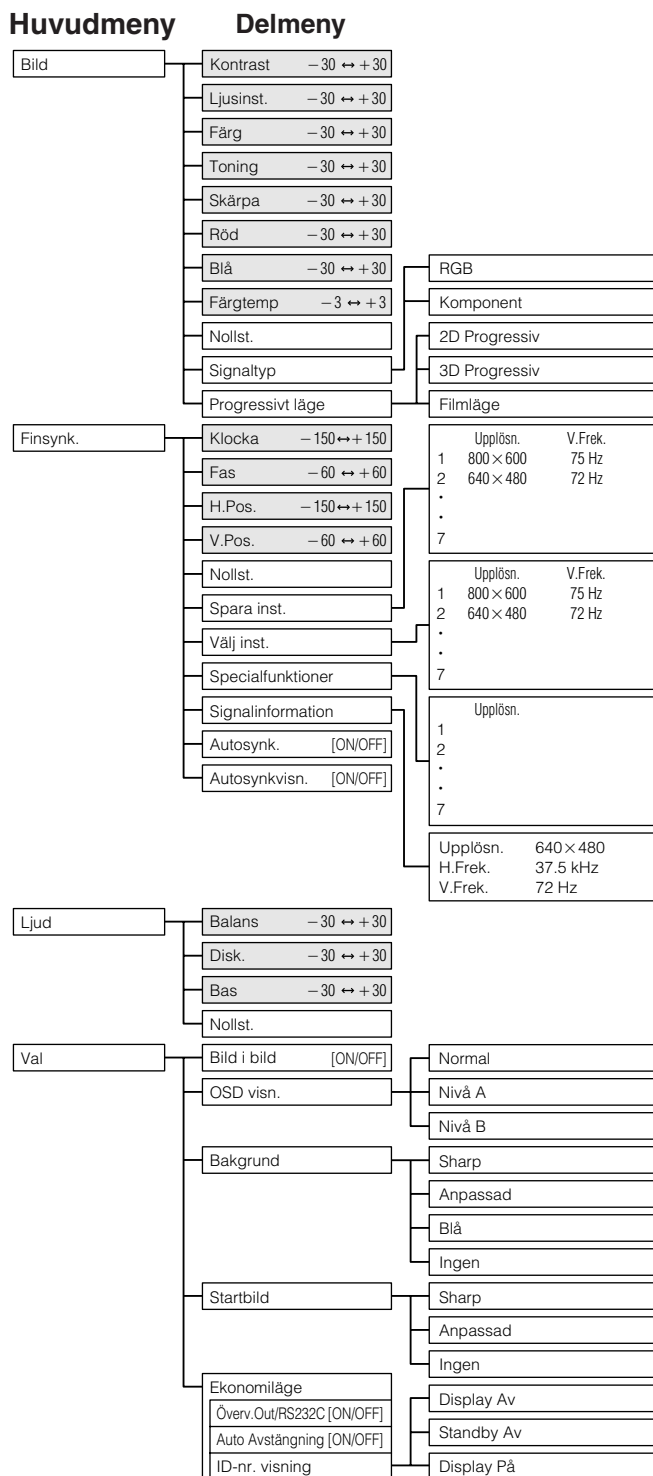 Huvudmeny Delmeny
Bild
Kontrast −30 ↔ +30
Ljusinst. −30 ↔ +30
Färg −30 ↔ +30
Toning −30 ↔ +30
Skärpa −30 ↔ +30
Röd −30 ↔ +30
Blå −30 ↔ +30
Färgtemp −3 ↔ +3
Nollst.
Signaltyp
Progressivt läge
RGB
Komponent
2D Progressiv
3D Progressiv
Filmläge
Finsynk.
Klocka −150 ↔ +150
Fas −60 ↔ +60
H.Pos. −150 ↔ +150
V.Pos. −60 ↔ +60
Nollst.
Spara inst.
Välj inst.
Specialfunktioner
Signalinformation
Autosynk. [ON/OFF]
Autosynkvisn. [ON/OFF]
Upplösn. V.Frek.
1 800×600 75 Hz
2 640×480 72 Hz
•
•
7
Upplösn. V.Frek.
1 800×600 75 Hz
2 640×480 72 Hz
•
•
7
Upplösn.
1
2
•
•
7
Upplösn. 640×480
H.Frek. 37.5 kHz
V.Frek. 72 Hz
Ljud
Balans −30 ↔ +30
Disk. −30 ↔ +30
Bas −30 ↔ +30
Nollst.
Val
Bild i bild [ON/OFF]
OSD visn.
Normal
Nivå A
Nivå B
Bakgrund
Sharp
Anpassad
Blå
Ingen
Startbild
Sharp
Anpassad
Ingen
Ekonomiläge
Överv.Out/RS232C [ON/OFF]
Auto Avstängning [ON/OFF]
ID-nr. visning
Display Av
Standby Av
Display På